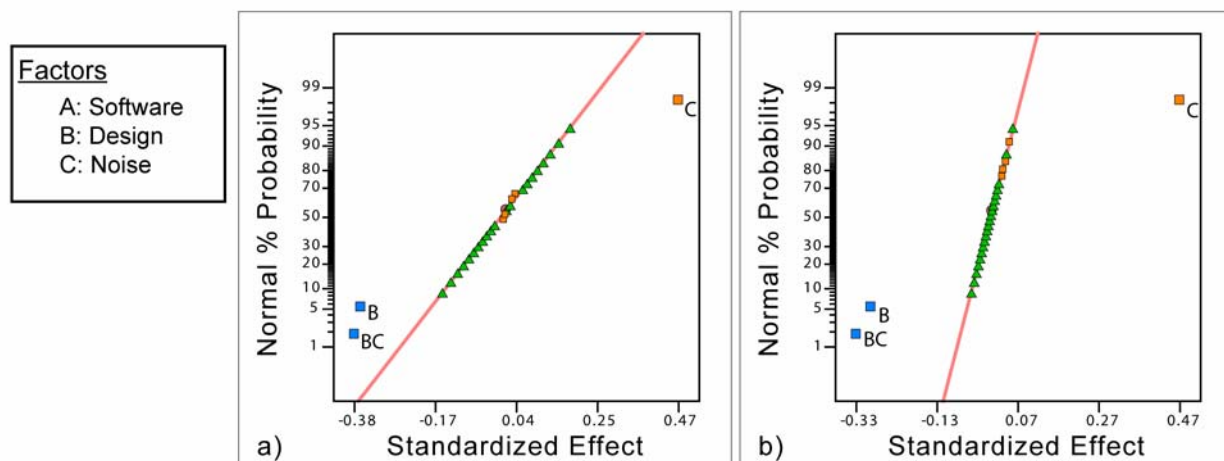 Factors
A: Software
B: Design
C: Noise
Normal % Probability
99
95
90
80
70
50
30
20
10
5
1
C
B
BC
-0.38 -0.17 0.04 0.25 0.47
a) Standardized Effect
Normal % Probability
99
95
90
80
70
50
30
20
10
5
1
C
B
BC
-0.33 -0.13 0.07 0.27 0.47
b) Standardized Effect